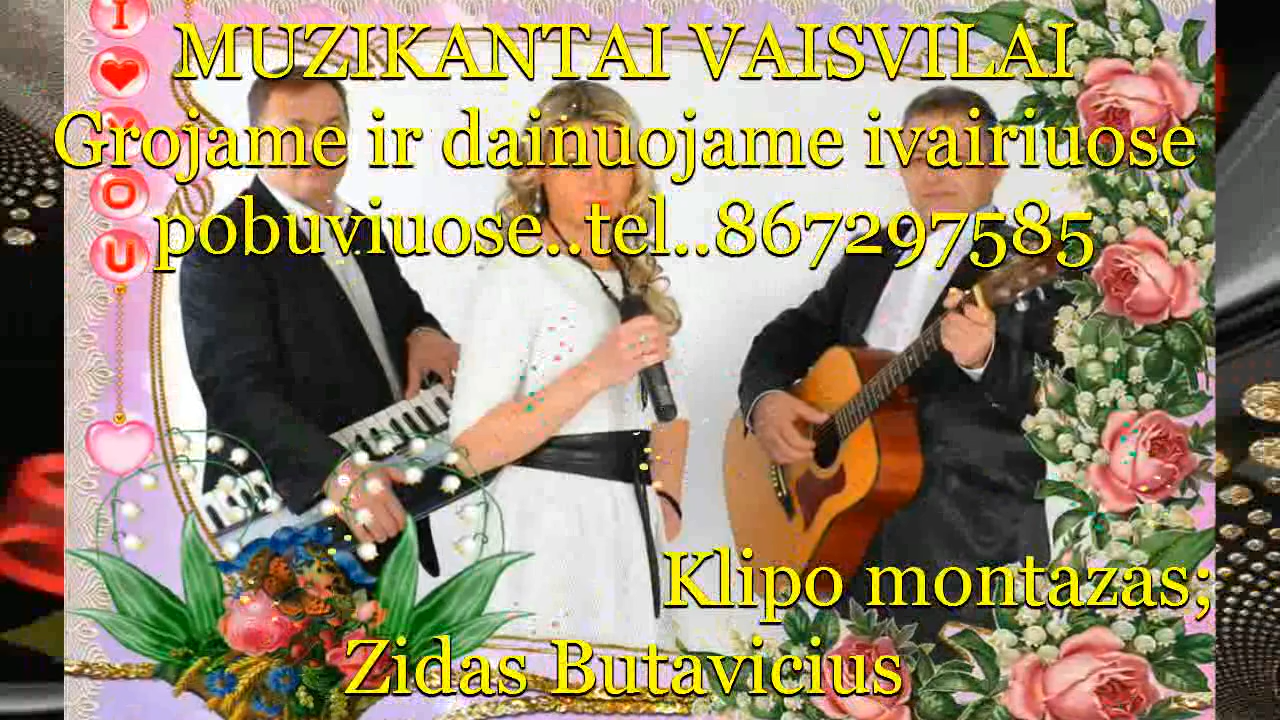 MUZIKANTAI VAISVILAI
Grojame ir dainuojame ivairiuose
pobuviuose..tel..867297585
I
Y
O
U
Klipo montazas;
Zidas Butavicius